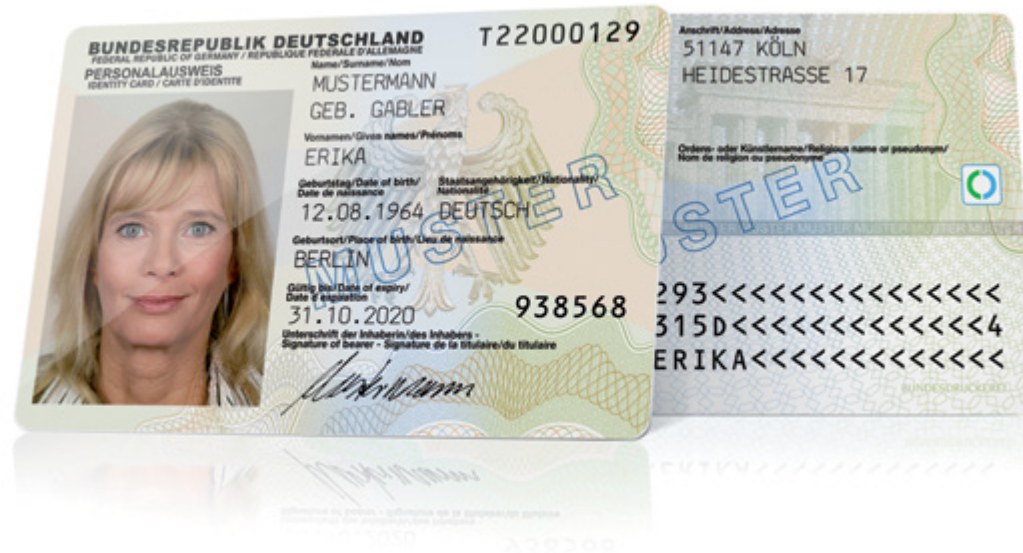 BUNDESREPUBLIK DEUTSCHLAND
FEDERAL REPUBLIC OF GERMANY / REPUBLIQUE FEDERALE D'ALLEMAGNE
PERSONALAUSWEIS
IDENTITY CARD / CARTE D'IDENTITE
T22000129
Name/Surname/Nom
MUSTERMANN
GEB. GABLER
Vornamen/Given names/Prénoms
ERIKA
Geburtstag/Date of birth/
Date de naissance
Staatsangehörigkeit/Nationality/
Nationalité
12.08.1964 DEUTSCH
Geburtsort/Place of birth/Lieu de naissance
BERLIN
Gültig bis/Date of expiry/
Date d'expiration
31.10.2020
938568
Unterschrift der Inhaberin/des Inhabers -
Signature of bearer - Signature de la titulaire/du titulaire
Mustermann
MUSTER
Anschrift/Address/Adresse
51147 KÖLN
HEIDESTRASSE 17
Ordens- oder Künstlername/Religious name or pseudonym/
Nom de religion ou pseudonyme
MUSTER
293<<<<<<<<<<<<<<<
315D<<<<<<<<<<<<<4
ERIKA<<<<<<<<<<<<<
BUNDESDRUCKEREI